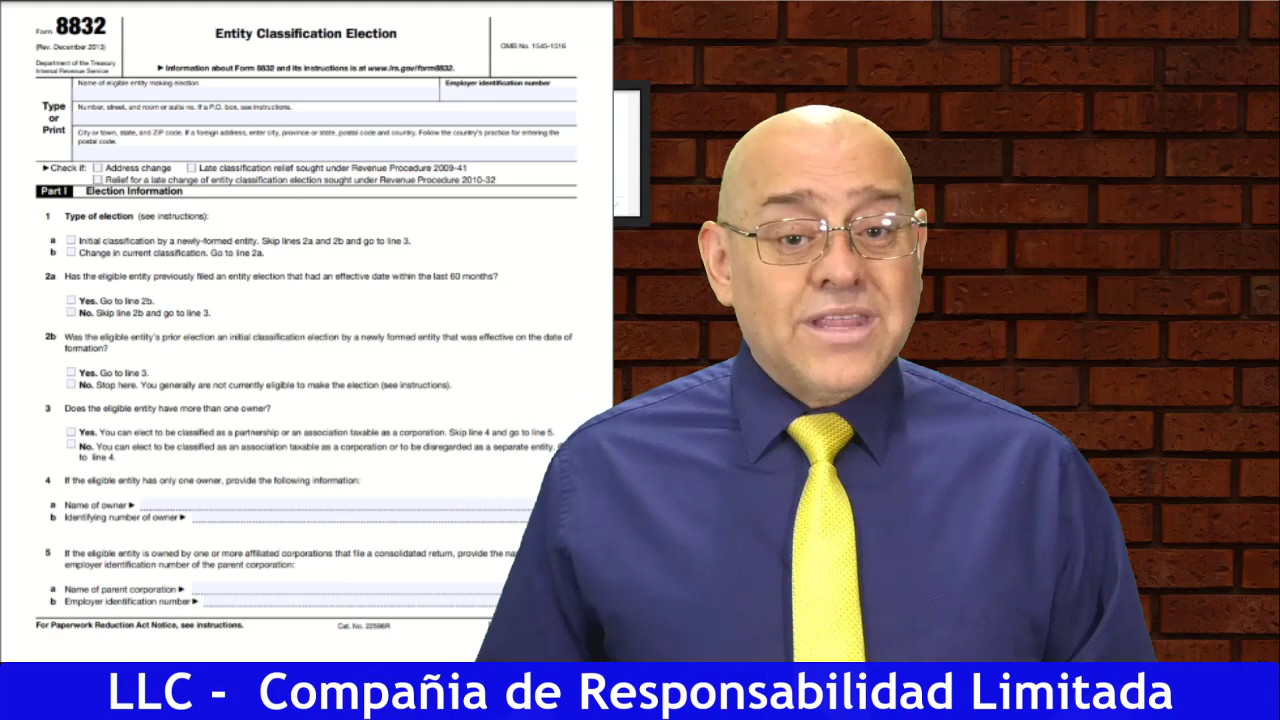 Form 8832
(Rev. December 2013)
Department of the Treasury
Internal Revenue Service
Entity Classification Election
▶ Information about Form 8832 and its instructions is at www.irs.gov/form8832.
OMB No. 1545-1516
Type
or
Print
Name of eligible entity making election
Employer identification number
Number, street, and room or suite no. If a P.O. box, see instructions.
City or town, state, and ZIP code. If a foreign address, enter city, province or state, postal code and country. Follow the country's practice for entering the
postal code.
▶ Check if: Address change Late classification relief sought under Revenue Procedure 2009-41
Relief for a late change of entity classification election sought under Revenue Procedure 2010-32
Part I Election Information
1 Type of election (see instructions):
a Initial classification by a newly-formed entity. Skip lines 2a and 2b and go to line 3.
b Change in current classification. Go to line 2a.
2a Has the eligible entity previously filed an entity election that had an effective date within the last 60 months?
Yes. Go to line 2b.
No. Skip line 2b and go to line 3.
2b Was the eligible entity's prior election an initial classification election by a newly formed entity that was effective on the date of
formation?
Yes. Go to line 3.
No. Stop here. You generally are not currently eligible to make the election (see instructions).
3 Does the eligible entity have more than one owner?
Yes. You can elect to be classified as a partnership or an association taxable as a corporation. Skip line 4 and go to line 5.
No. You can elect to be classified as an association taxable as a corporation or to be disregarded as a separate entity.
to line 4.
4 If the eligible entity has only one owner, provide the following information:
a Name of owner ▶
b Identifying number of owner ▶
5 If the eligible entity is owned by one or more affiliated corporations that file a consolidated return, provide the
employer identification number of the parent corporation:
a Name of parent corporation ▶
b Employer identification number ▶
For Paperwork Reduction Act Notice, see instructions.
Cat. No. 22598R
LLC - Compañia de Responsabilidad Limitada